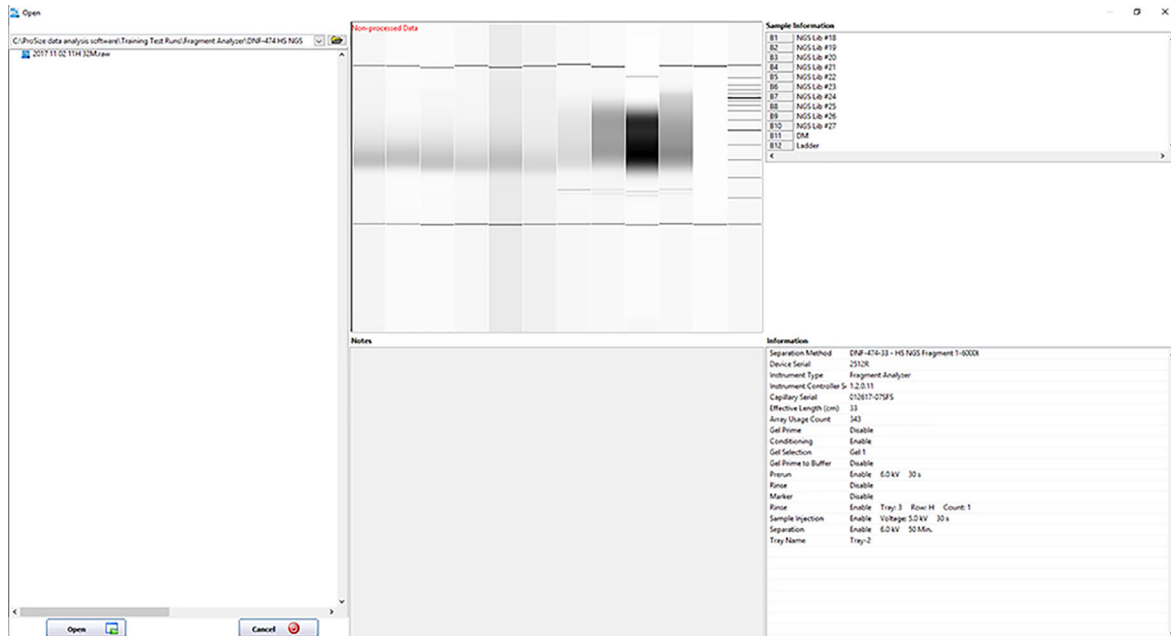 Open
C:\ProSize data analysis software\Training Test Runs\Fragment Analyzer\DNF-474 HS NGS
2017 11 02 11H 32M.raw
Open
Cancel
Non-processed Data
Notes
Sample Information
B1 NGS Lib #18
B2 NGS Lib #19
B3 NGS Lib #20
B4 NGS Lib #21
B5 NGS Lib #22
B6 NGS Lib #23
B7 NGS Lib #24
B8 NGS Lib #25
B9 NGS Lib #26
B10 NGS Lib #27
B11 DM
B12 Ladder
Information
Separation Method DNF-474-33 - HS NGS Fragment 1-6000
Device Serial 2512R
Instrument Type Fragment Analyzer
Instrument Controller S 1.2.0.11
Capillary Serial 012617-07SFS
Effective Length (cm) 33
Array Usage Count 343
Gel Prime Disable
Conditioning Enable
Gel Selection Gel 1
Gel Prime to Buffer Disable
Prerun Enable 6.0 kV 30 s
Rinse Disable
Marker Disable
Rinse Enable Tray: 3 Row: H Count: 1
Sample Injection Enable Voltage: 5.0 kV 30 s
Separation Enable 6.0 kV 50 Min.
Tray Name Tray-2